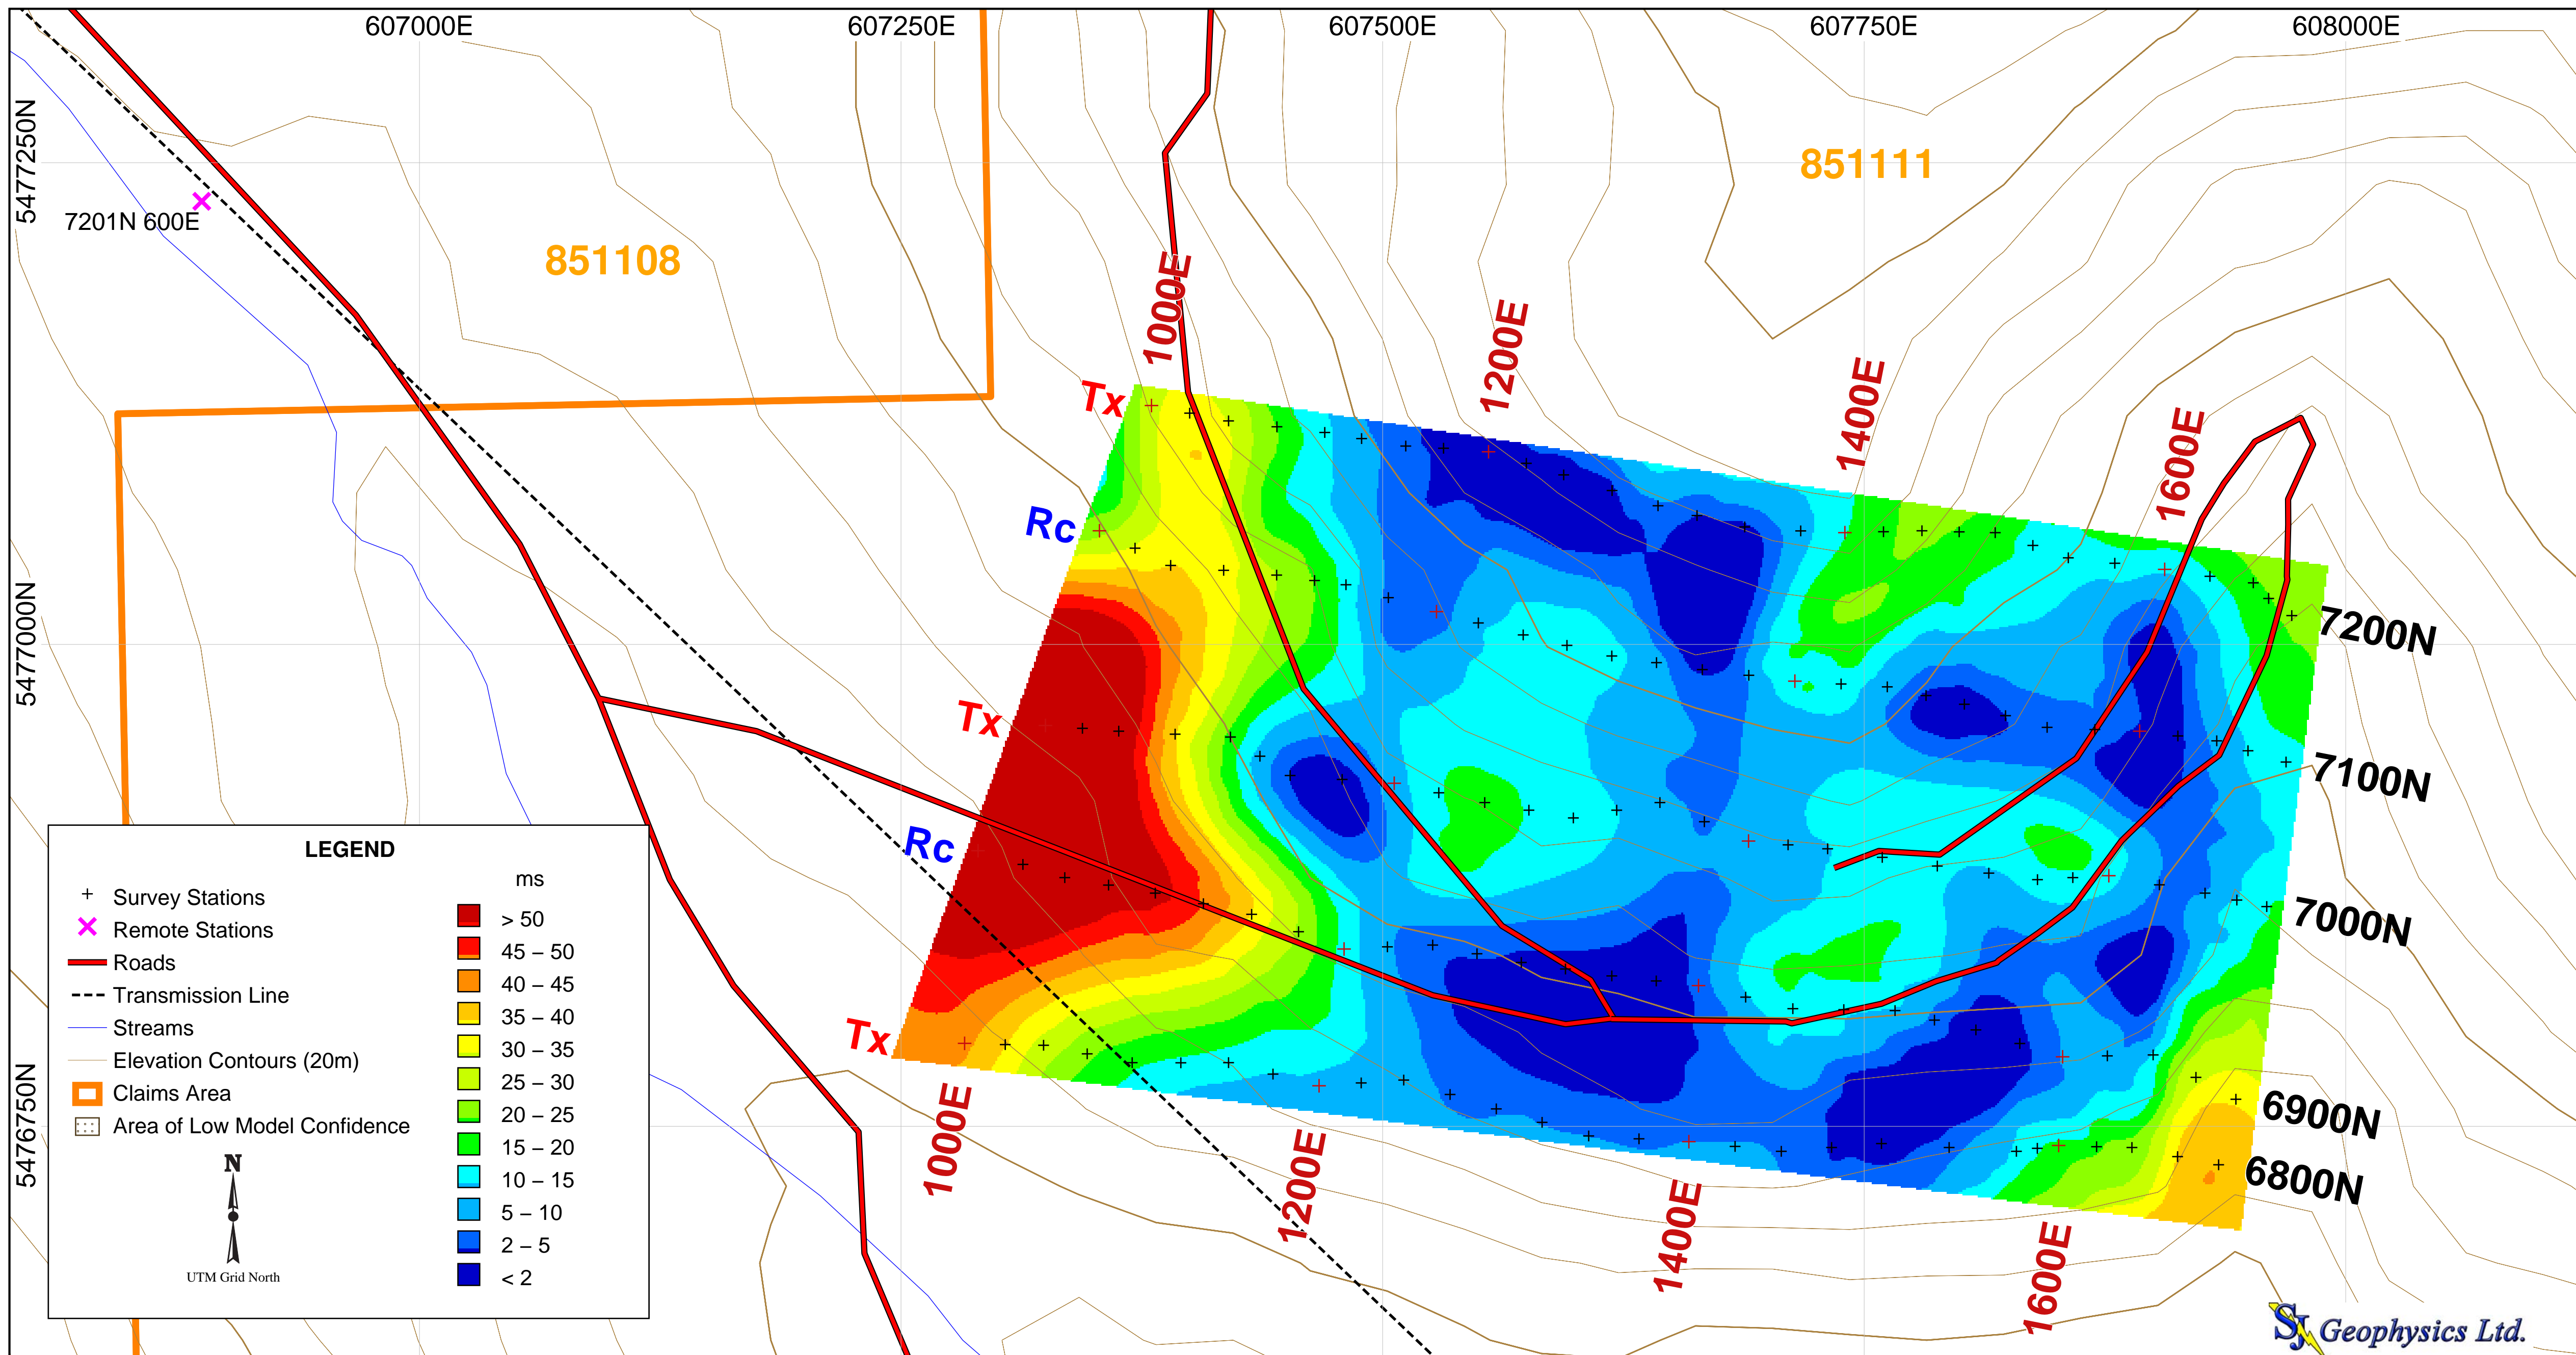 607000E
607250E
607500E
607750E
608000E
5477250N
5477000N
5476750N
851111
851108
7201N 600E
1000E
1200E
1400E
1600E
Tx
Rc
Tx
Rc
Tx
7200N
7100N
7000N
6900N
6800N
1000E
1200E
1400E
1600E
LEGEND
Survey Stations
Remote Stations
Roads
Transmission Line
Streams
Elevation Contours (20m)
Claims Area
Area of Low Model Confidence
N
UTM Grid North
ms
> 50
45 – 50
40 – 45
35 – 40
30 – 35
25 – 30
20 – 25
15 – 20
10 – 15
5 – 10
2 – 5
< 2
SJ Geophysics Ltd.